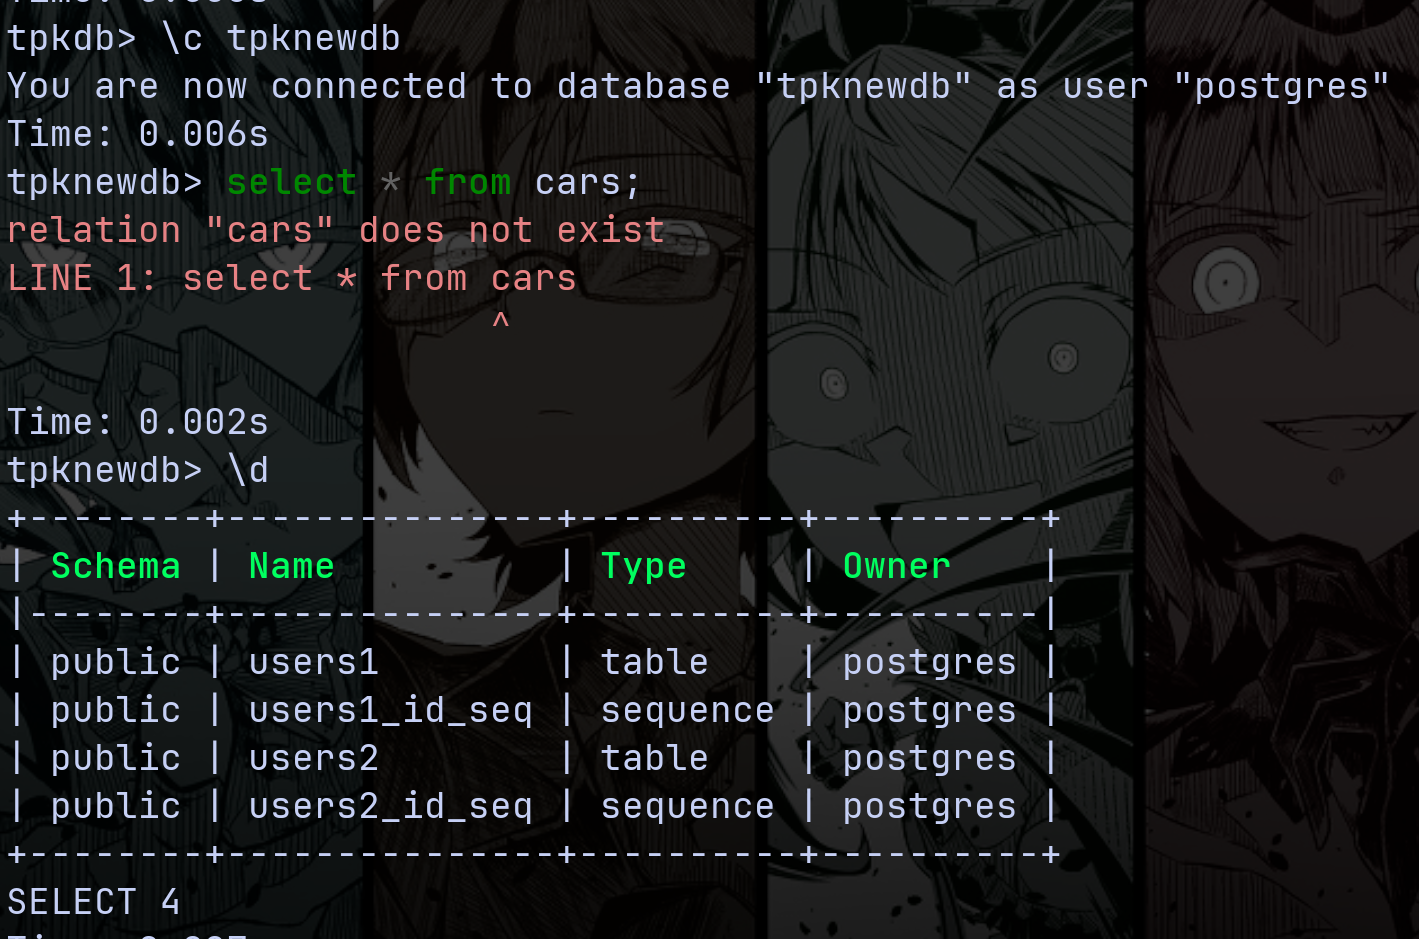 tpkdb> \c tpknewdb
You are now connected to database "tpknewdb" as user "postgres"
Time: 0.006s
tpknewdb> select * from cars;
relation "cars" does not exist
LINE 1: select * from cars
                      ^
Time: 0.002s
tpknewdb> \d
+--------+---------------+----------+----------+
| Schema | Name          | Type     | Owner    |
|--------+---------------+----------+----------|
| public | users1        | table    | postgres |
| public | users1_id_seq | sequence | postgres |
| public | users2        | table    | postgres |
| public | users2_id_seq | sequence | postgres |
+--------+---------------+----------+----------+
SELECT 4